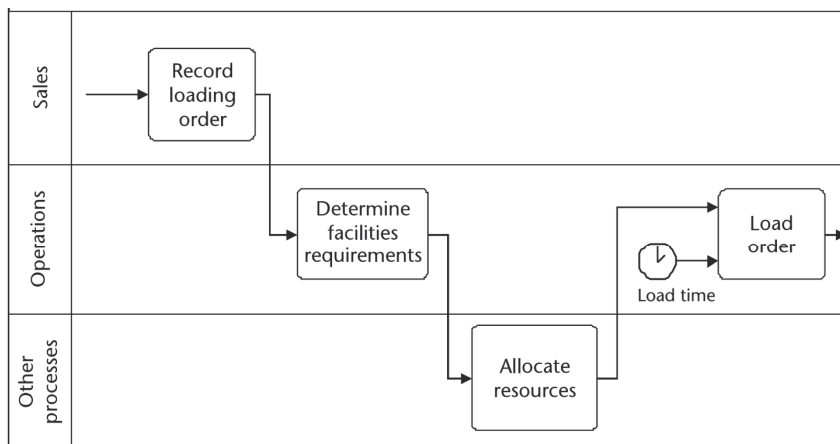 Sales
Record
loading
order
Operations
Determine
facilities
requirements
Load
order
Load time
Other
processes
Allocate
resources